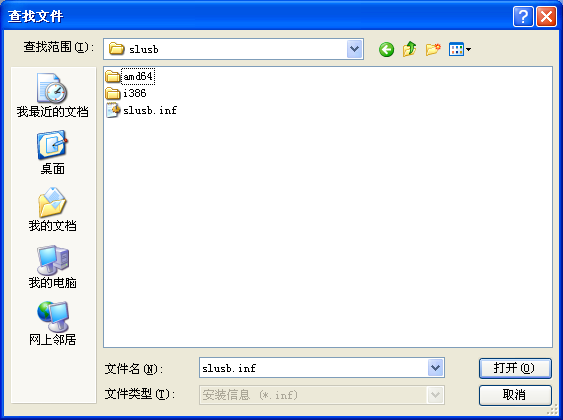 查找文件
查找范围(I):
slusb
amd64
i386
slusb.inf
我最近的文档
桌面
我的文档
我的电脑
网上邻居
文件名(N):
slusb.inf
打开(O)
文件类型(T):
安装信息 (*.inf)
取消